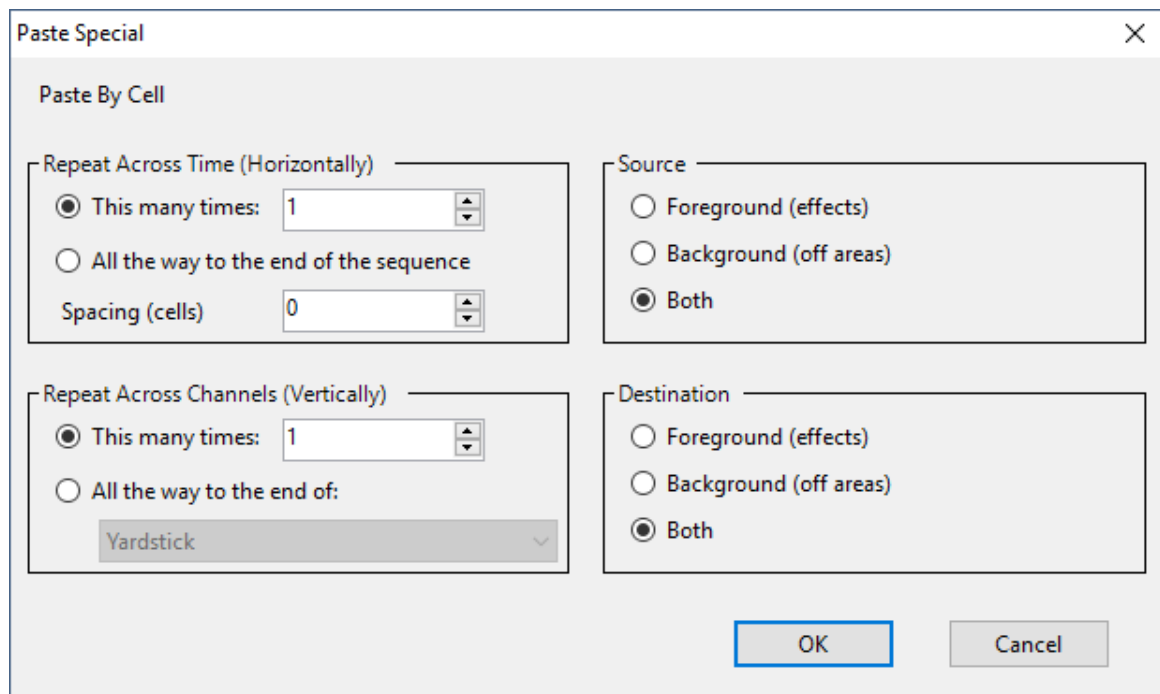 Paste Special
Paste By Cell
Repeat Across Time (Horizontally)
This many times: 1
All the way to the end of the sequence
Spacing (cells) 0
Source
Foreground (effects)
Background (off areas)
Both
Repeat Across Channels (Vertically)
This many times: 1
All the way to the end of:
Yardstick
Destination
Foreground (effects)
Background (off areas)
Both
OK
Cancel